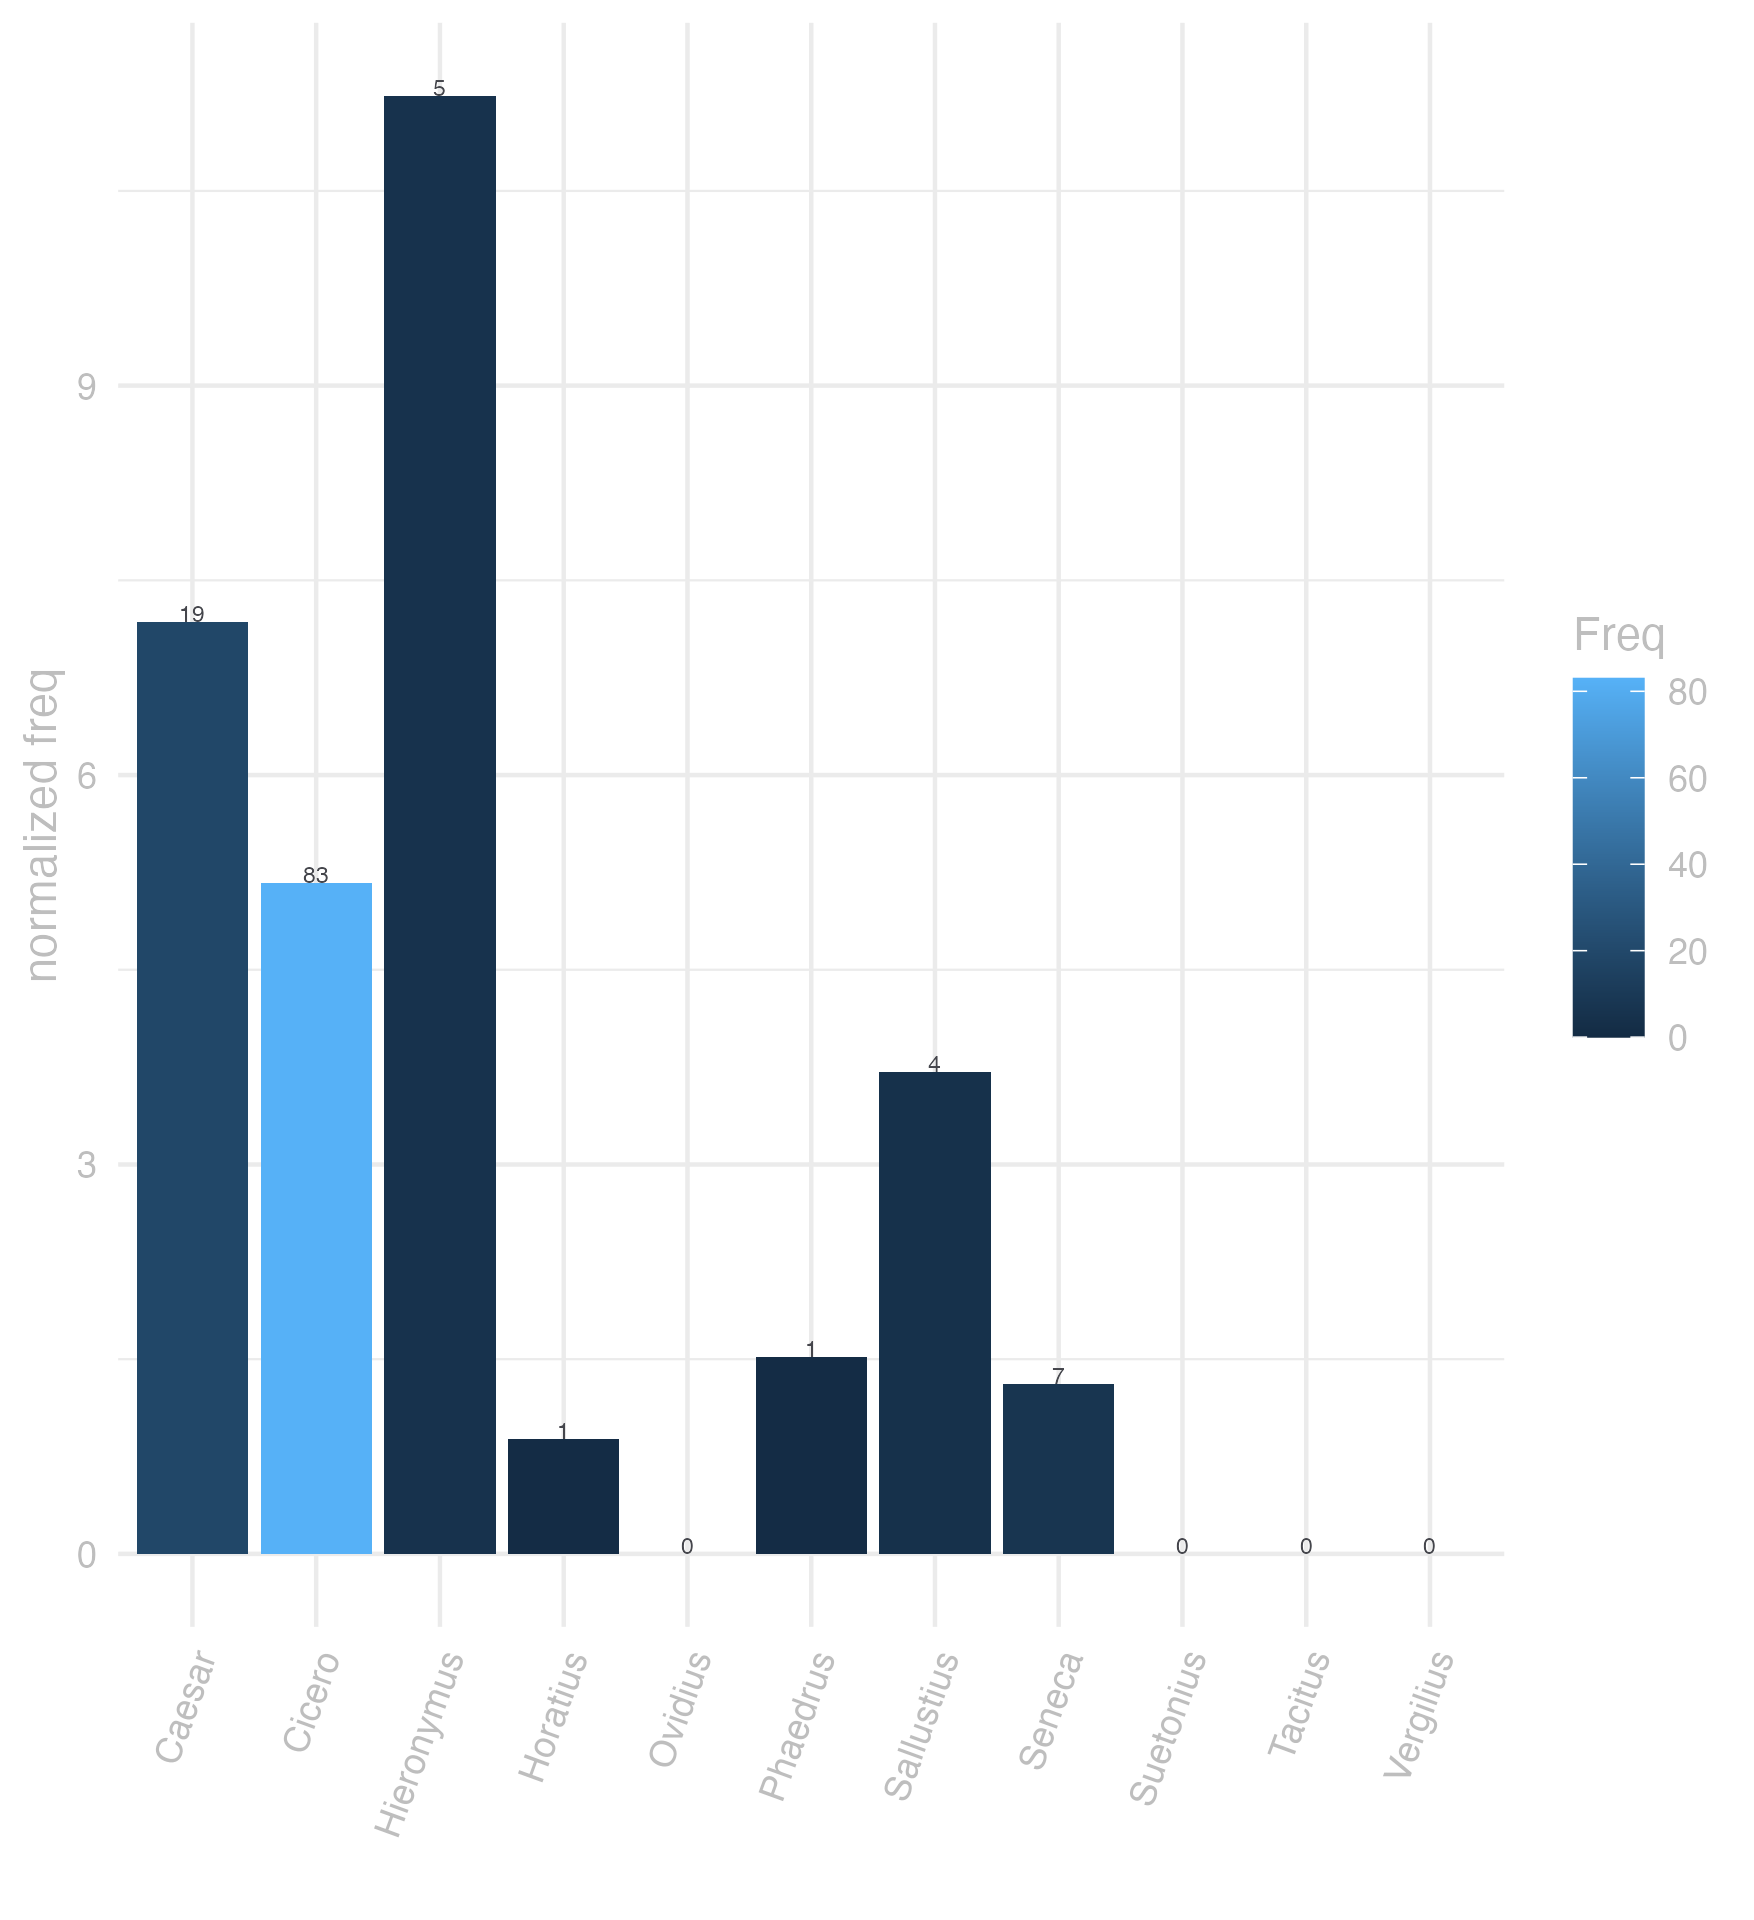 5
9
19
Freq
80
normalized freq
6
60
83
40
20
4
0
3
1
7
1
0
0
0
0
0
Caesar
Cicero
Hieronymus
Horatius
Ovidius
Phaedrus
Sallustius
Seneca
Suetonius
Tacitus
Vergilius